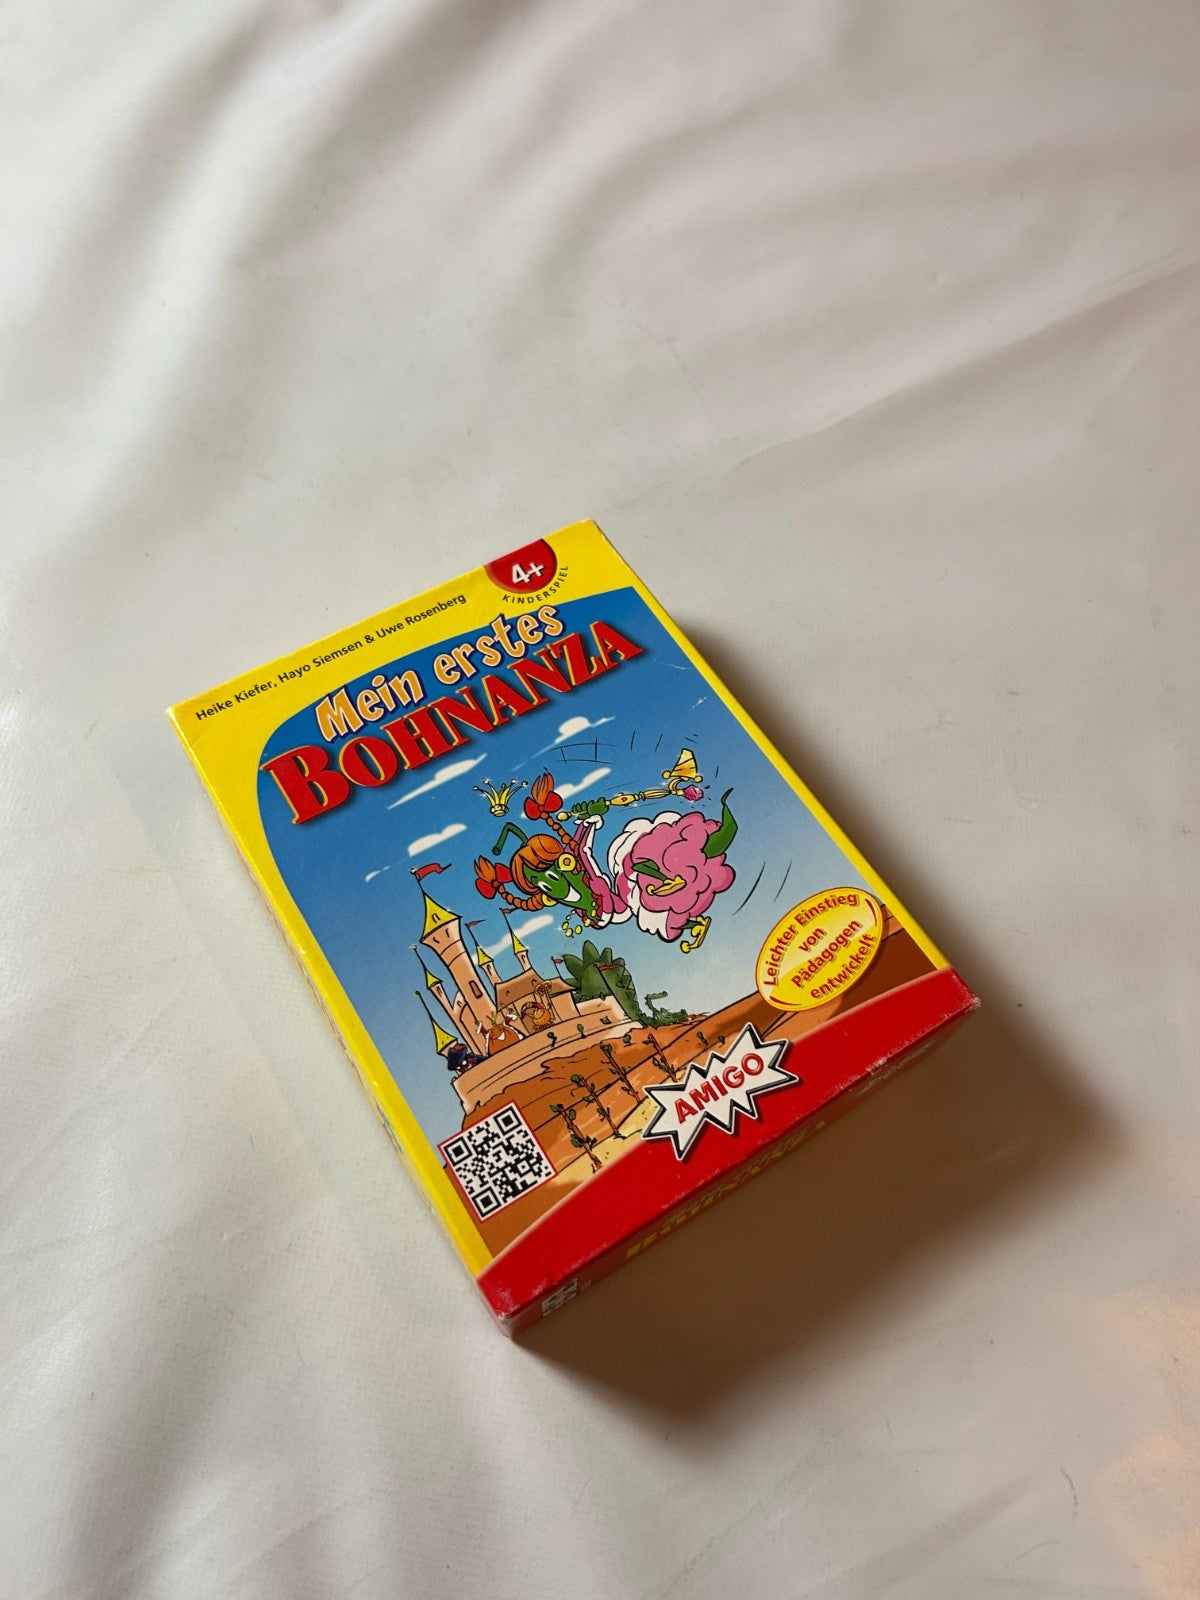 Heike Kiefer, Hayo Siemsen & Uwe Rosenberg
4+
KINDERSPIEL
Mein erstes
BOHNANZA
Leichter Einstieg
von
Pädagogen
entwickelt
AMIGO